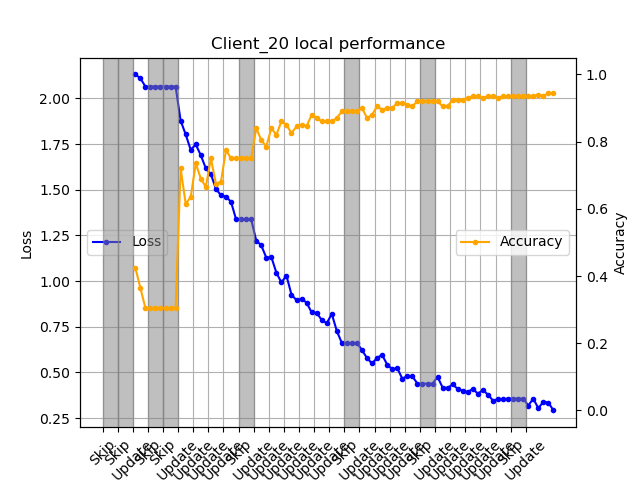 Client_20 local performance
Loss
2.00
1.75
1.50
1.25
1.00
0.75
0.50
0.25
Loss
Accuracy
1.0
0.8
0.6
0.4
0.2
0.0
Accuracy
Skip
Skip
Update
Skip
Skip
Update
Update
Update
Update
Skip
Update
Update
Update
Update
Update
Update
Skip
Update
Update
Update
Update
Skip
Update
Update
Update
Update
Update
Skip
Update